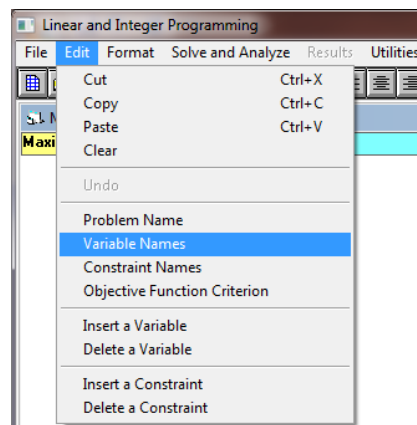 Linear and Integer Programming
File Edit Format Solve and Analyze Results Utilities
Cut Ctrl+X
Copy Ctrl+C
Paste Ctrl+V
Clear
Undo
Problem Name
Variable Names
Constraint Names
Objective Function Criterion
Insert a Variable
Delete a Variable
Insert a Constraint
Delete a Constraint